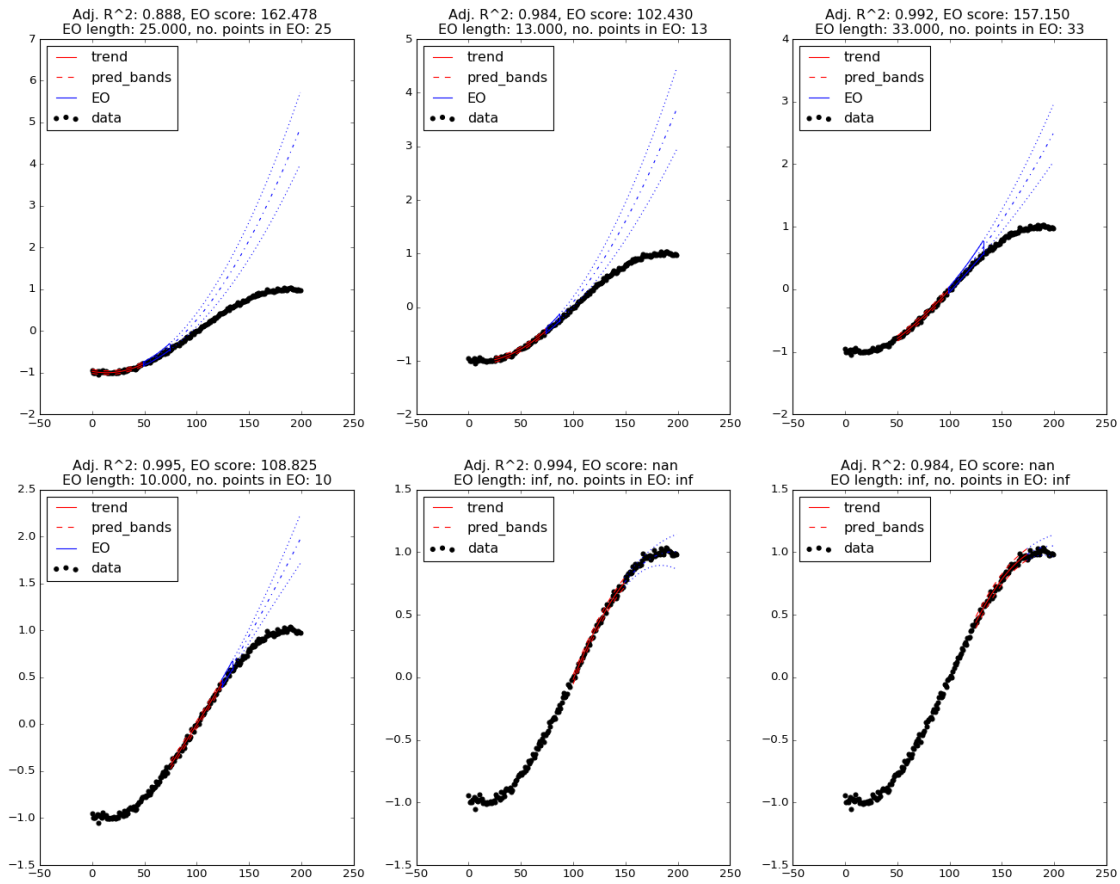 Adj. R^2: 0.888, EO score: 162.478
EO length: 25.000, no. points in EO: 25
7
6
5
4
3
2
1
0
−1
−2
trend
pred_bands
EO
data
−50
0
50
100
150
200
250
Adj. R^2: 0.984, EO score: 102.430
EO length: 13.000, no. points in EO: 13
5
4
3
2
1
0
−1
−2
trend
pred_bands
EO
data
−50
0
50
100
150
200
250
Adj. R^2: 0.992, EO score: 157.150
EO length: 33.000, no. points in EO: 33
4
3
2
1
0
−1
−2
trend
pred_bands
EO
data
−50
0
50
100
150
200
250
Adj. R^2: 0.995, EO score: 108.825
EO length: 10.000, no. points in EO: 10
2.5
2.0
1.5
1.0
0.5
0.0
−0.5
−1.0
−1.5
trend
pred_bands
EO
data
−50
0
50
100
150
200
250
Adj. R^2: 0.994, EO score: nan
EO length: inf, no. points in EO: inf
1.5
1.0
0.5
0.0
−0.5
−1.0
−1.5
trend
pred_bands
data
−50
0
50
100
150
200
250
Adj. R^2: 0.984, EO score: nan
EO length: inf, no. points in EO: inf
1.5
1.0
0.5
0.0
−0.5
−1.0
−1.5
trend
pred_bands
data
−50
0
50
100
150
200
250